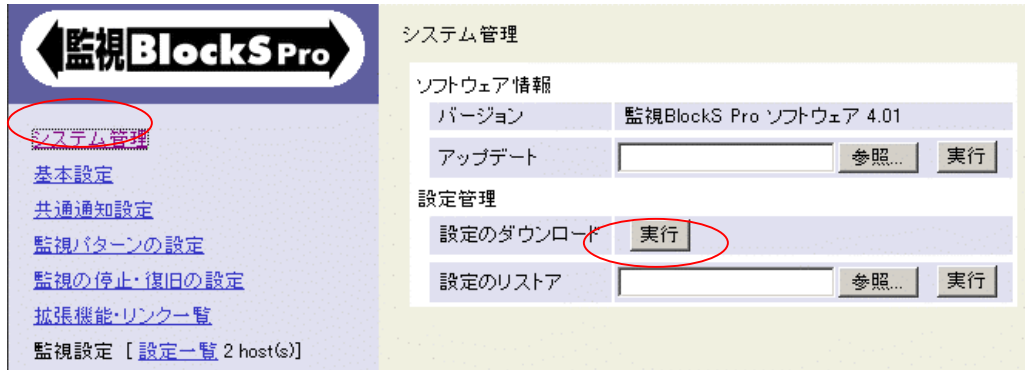 監視BlockS Pro
システム管理
基本設定
共通通知設定
監視パターンの設定
監視の停止・復旧の設定
拡張機能・リンク一覧
監視設定 [ 設定一覧 2 host(s)]
システム管理
ソフトウェア情報
バージョン 監視BlockS Pro ソフトウェア 4.01
アップデート 参照... 実行
設定管理
設定のダウンロード 実行
設定のリストア 参照... 実行